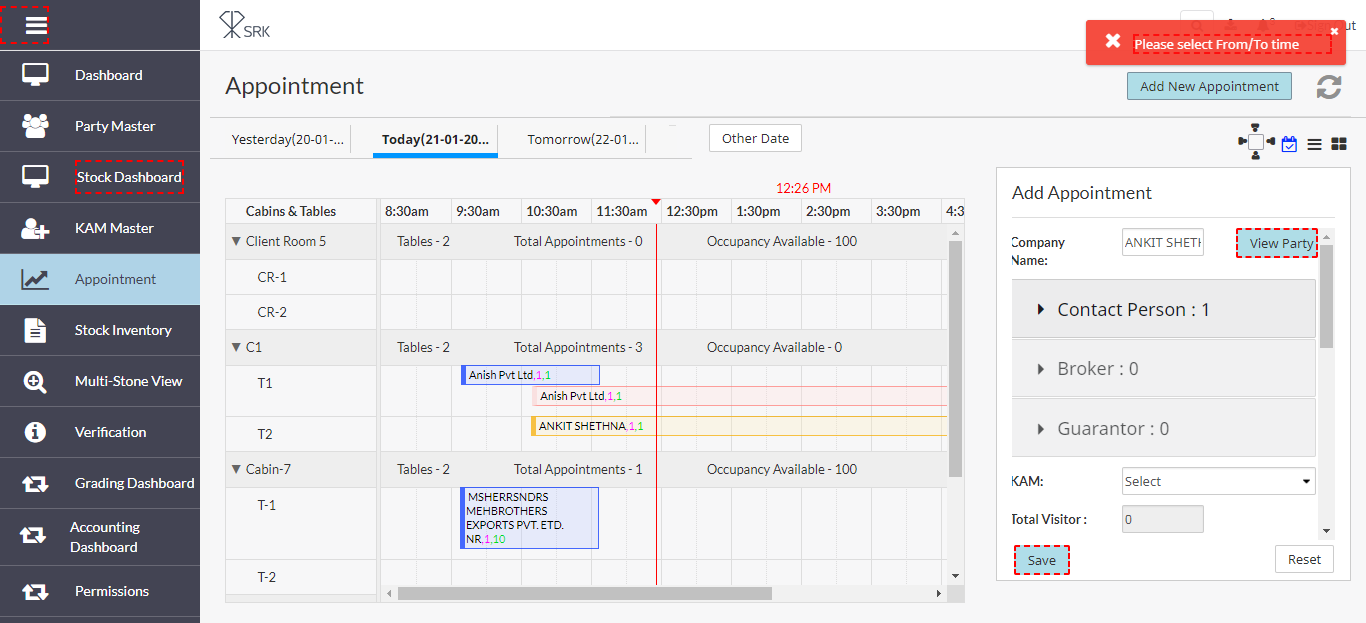 SRK
Sign out
Please select From/To time
Dashboard
Party Master
Stock Dashboard
KAM Master
Appointment
Stock Inventory
Multi-Stone View
Verification
Grading Dashboard
Accounting
Dashboard
Permissions
Appointment
Add New Appointment
Yesterday(20-01-...
Today(21-01-20...
Tomorrow(22-01...
Other Date
12:26 PM
Cabins & Tables
8:30am 9:30am 10:30am 11:30am 12:30pm 1:30pm 2:30pm 3:30pm 4:3
Client Room 5 Tables - 2 Total Appointments - 0 Occupancy Available - 100
CR-1
CR-2
C1 Tables - 2 Total Appointments - 3 Occupancy Available - 0
T1
Anish Pvt Ltd,1,1
Anish Pvt Ltd,1,1
T2
ANKIT SHETHNA,1,1
Cabin-7 Tables - 2 Total Appointments - 1 Occupancy Available - 100
T-1
MSHERRSNDRS
MEHBROTHERS
EXPORTS PVT. ETD.
NR,1,10
T-2
Add Appointment
Company
Name:
ANKIT SHETH
View Party
Contact Person : 1
Broker : 0
Guarantor : 0
KAM:
Select
Total Visitor :
0
Save
Reset